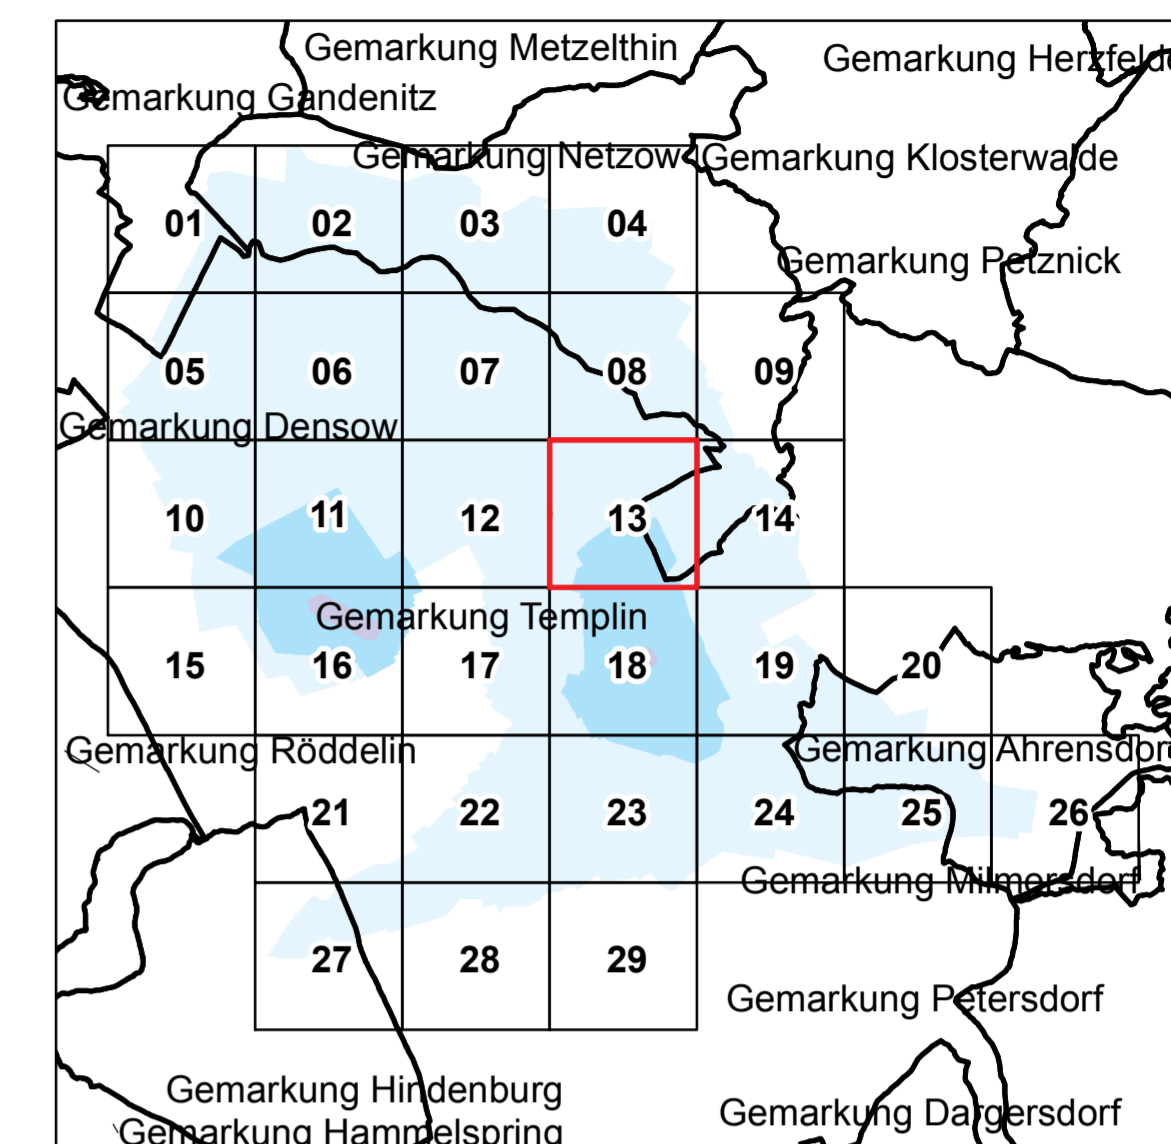 Gemarkung Metzelthin
Gemarkung Herzfelde
Gemarkung Gandenitz
Gemarkung Netzow
Gemarkung Klosterwalde
01 02 03 04
Gemarkung Petznick
05 06 07 08 09
Gemarkung Densow
10 11 12 13 14
Gemarkung Templin
15 16 17 18 19 20
Gemarkung Röddelin
Gemarkung Ahrensdorf
21 22 23 24 25 26
Gemarkung Milmersdorf
27 28 29
Gemarkung Petersdorf
Gemarkung Hindenburg
Gemarkung Dargersdorf
Gemarkung Hammelspring